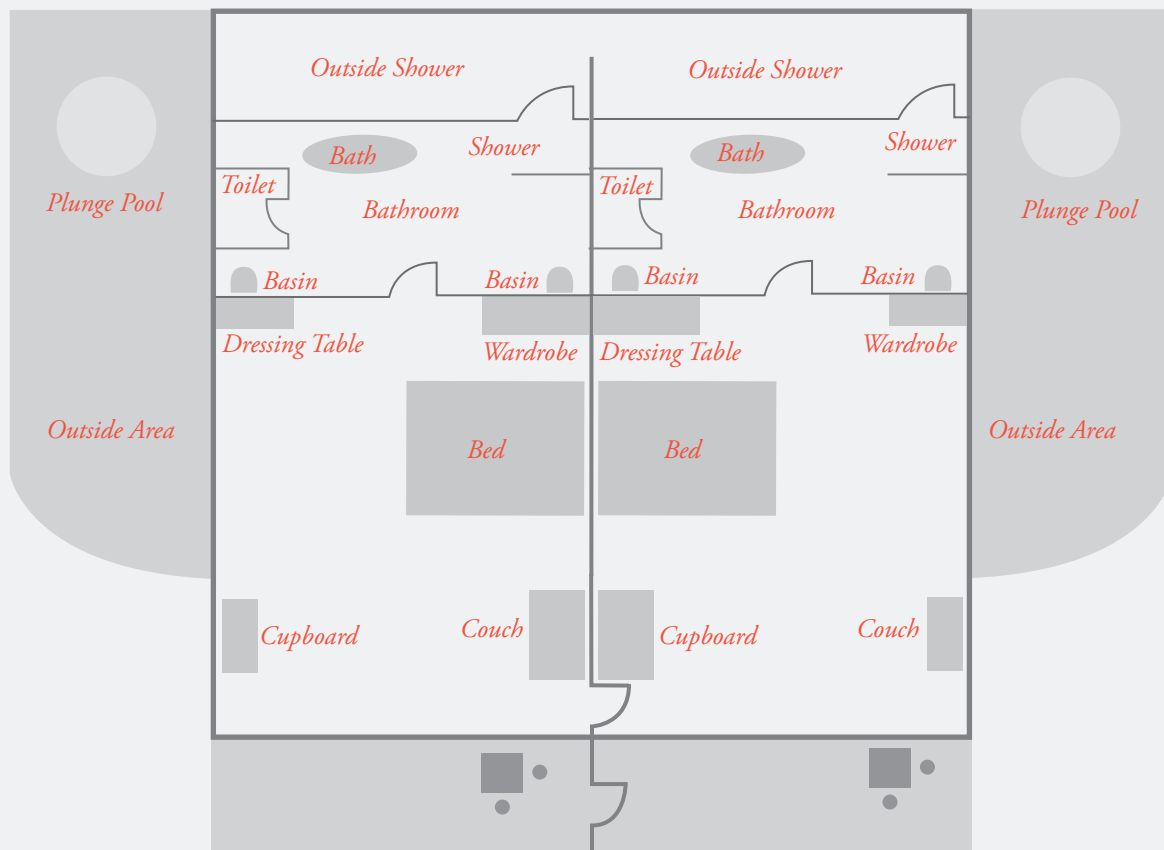 Outside Shower
Outside Shower
Bath
Shower
Bath
Shower
Toilet
Toilet
Plunge Pool
Bathroom
Bathroom
Plunge Pool
Basin
Basin
Basin
Basin
Dressing Table
Wardrobe
Dressing Table
Wardrobe
Outside Area
Bed
Bed
Outside Area
Cupboard
Couch
Cupboard
Couch